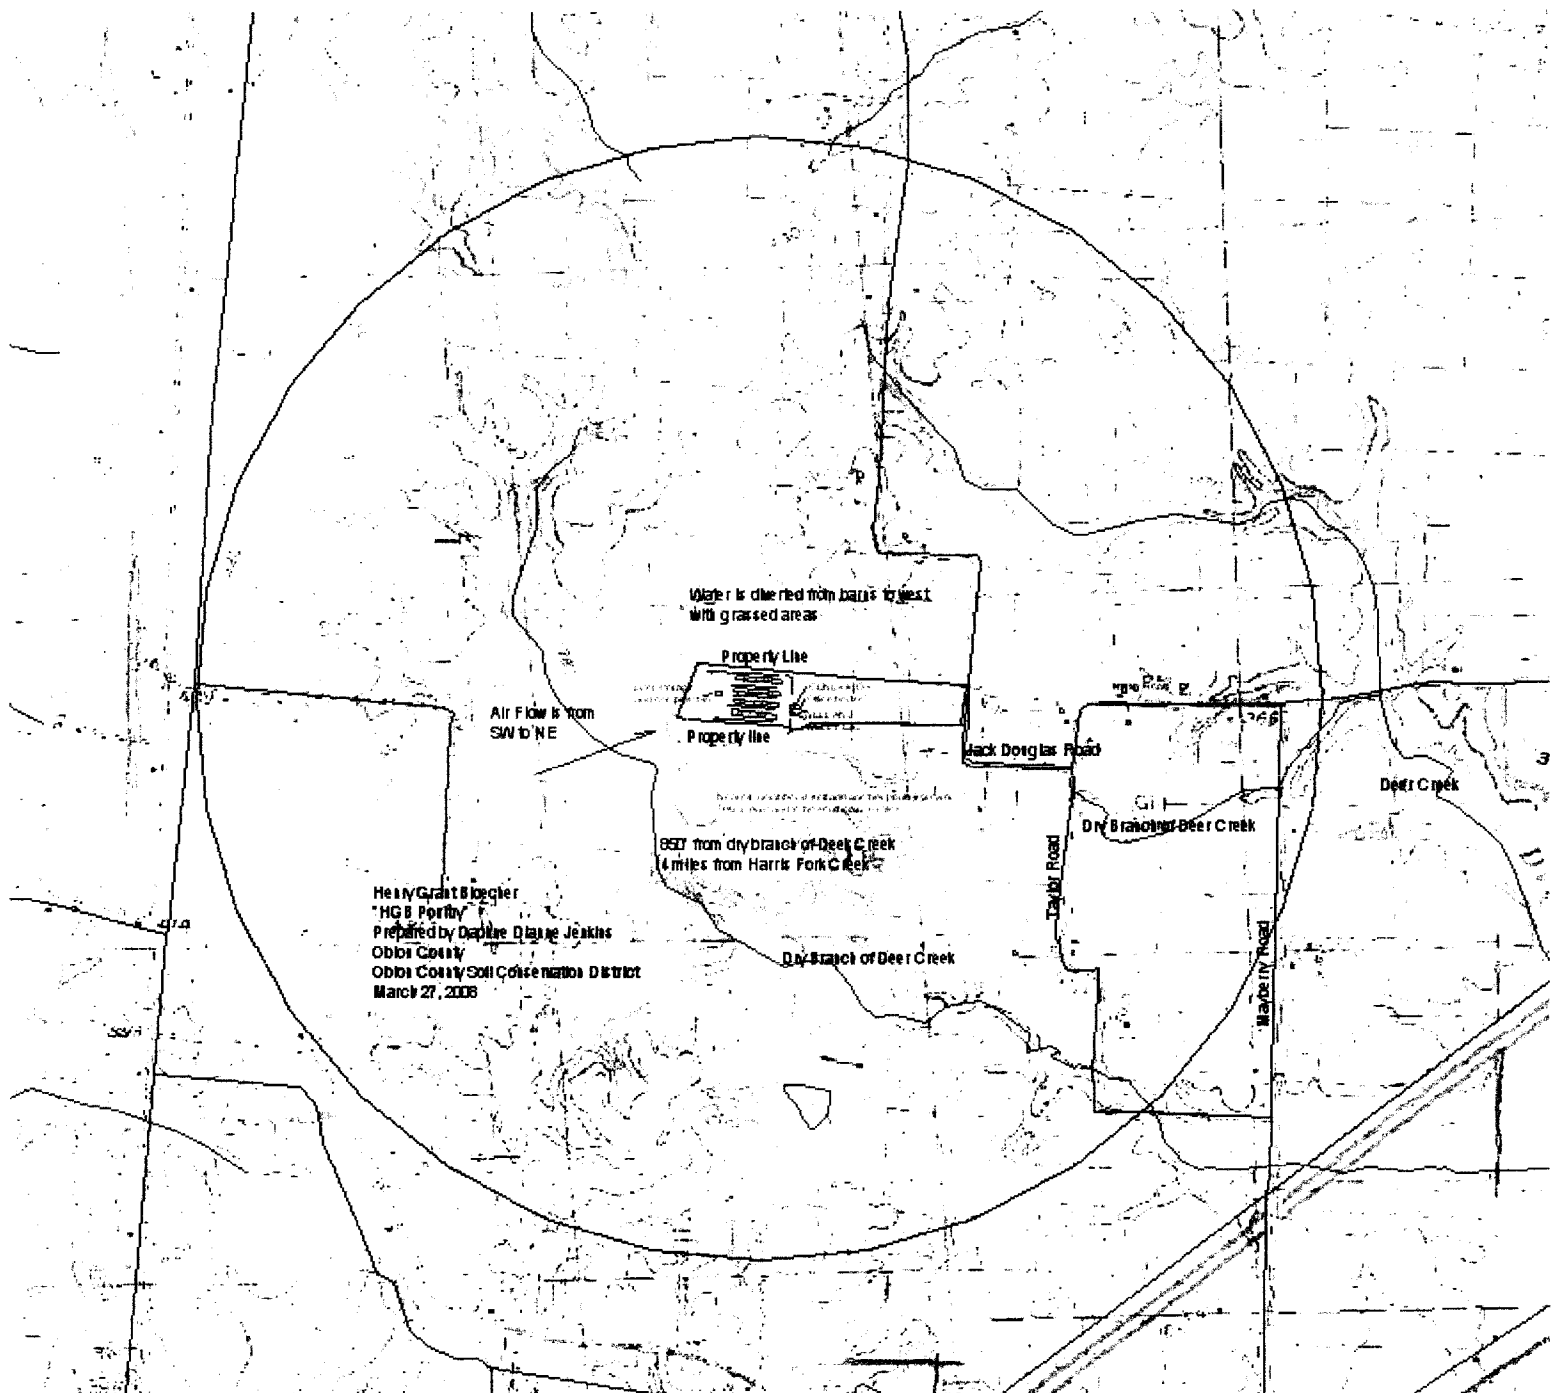 Water is diverted from barns to west
with grassed areas
Property Line
Air Flow is from
SW to NE
Property line
Jack Douglas Road
Deer Creek
Dry Branch of Deer Creek
850' from dry branch of Deer Creek
miles from Harris Fork Creek
Taylor Road
Henry Grant Bloecher
"HGB Poultry"
Prepared by Daphne Dianne Jenkins
Obion County
Obion County Soil Conservation District
March 27, 2008
Dry Branch of Deer Creek
Mayberry Road